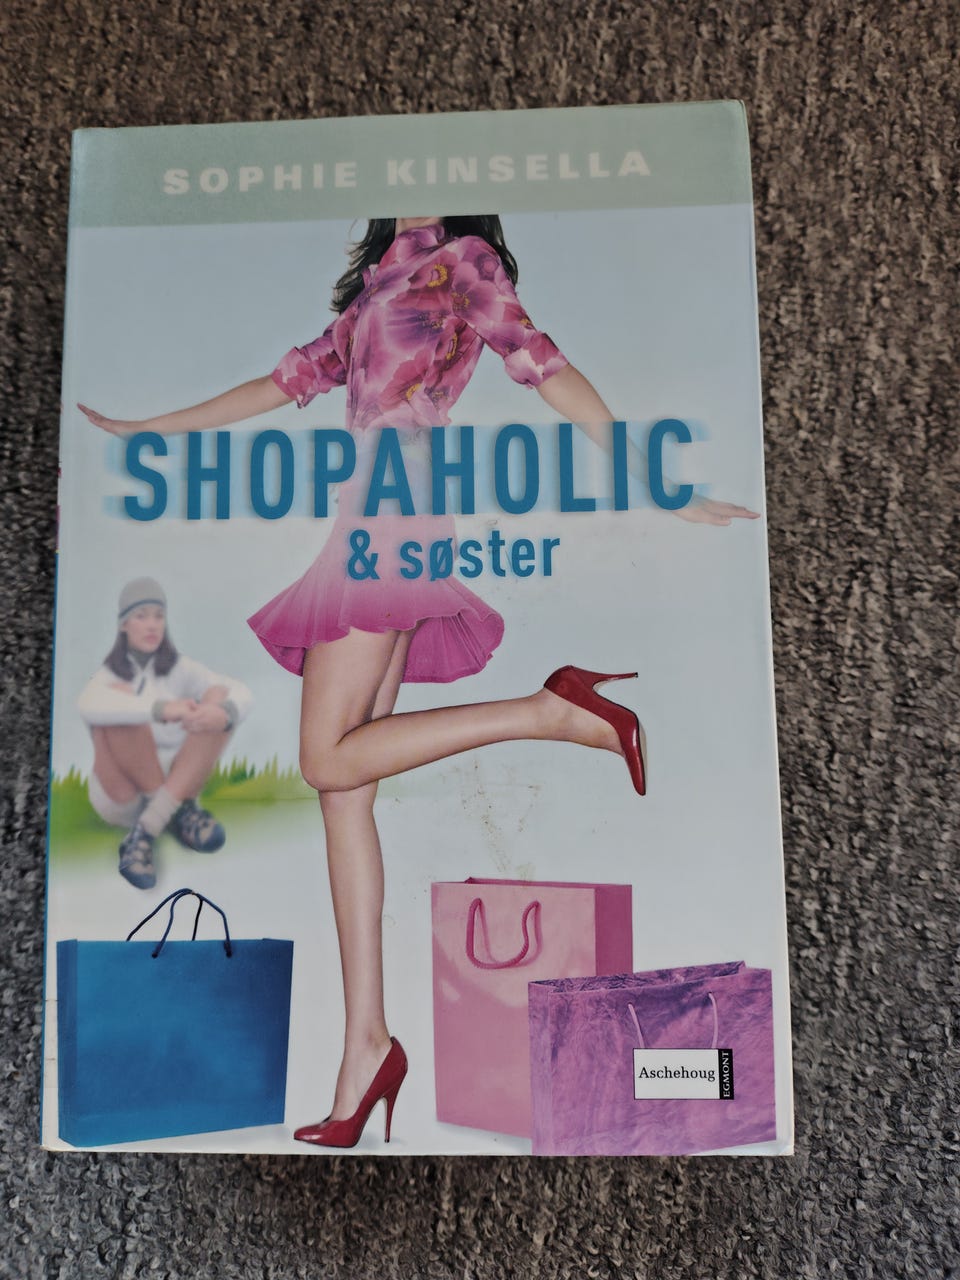 SOPHIE KINSELLA
SHOPAHOLIC
& søster
Aschehoug
EGMONT